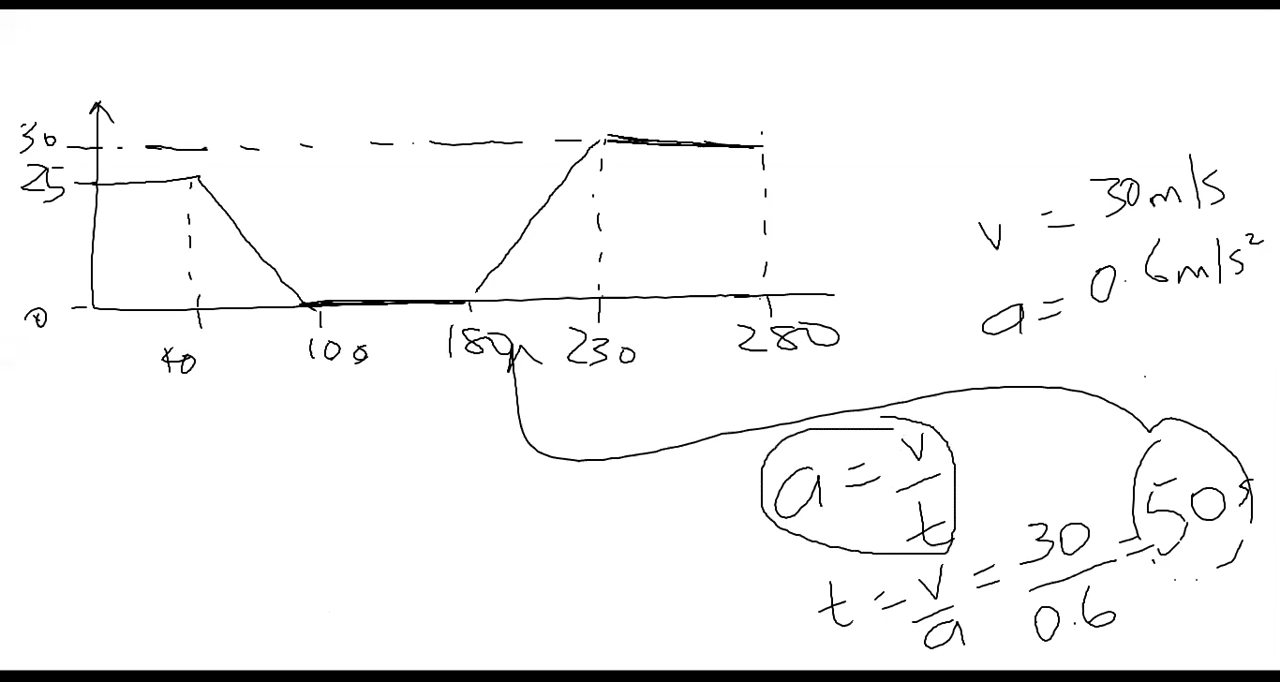 30
25
0
40
100
180
230
280
v = 30m/s
a = 0.6m/s²
a = v/t
t = v/a = 30/0.6 = 50s